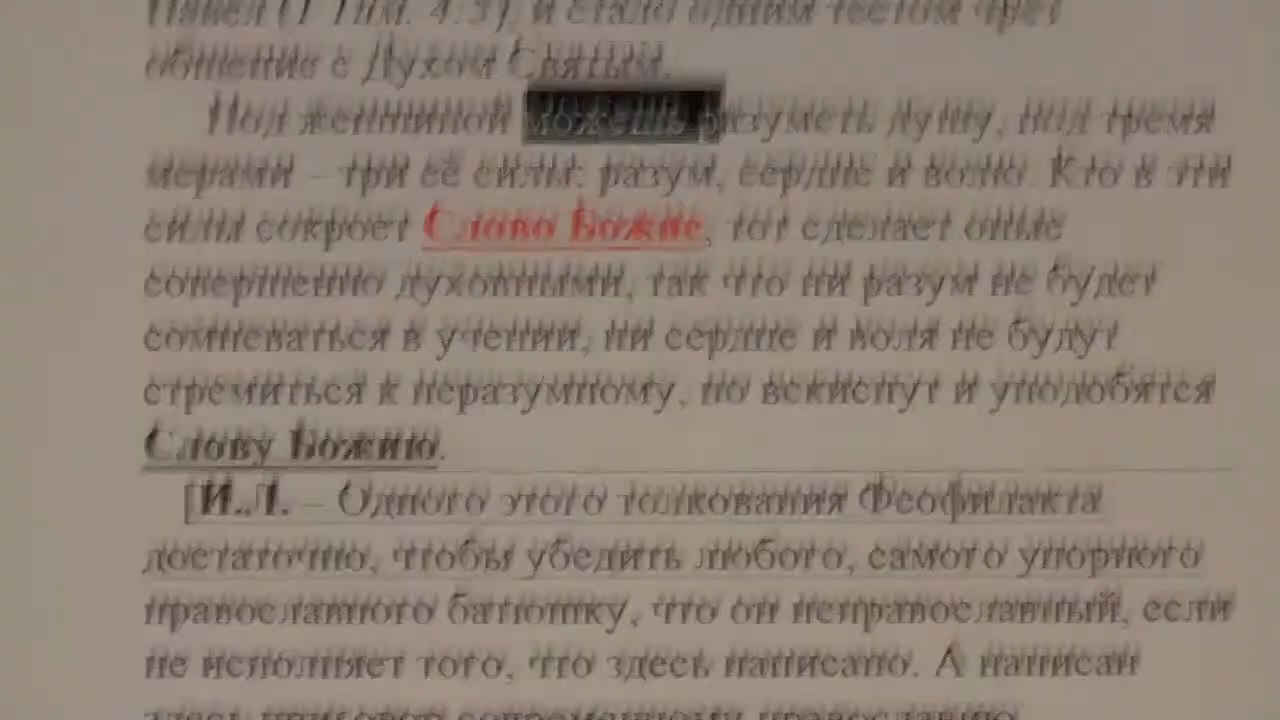 Павел (1 Тим. 4:5), и стало одним тестом чрез
общение с Духом Святым.
Под женщиной можешь разуметь душу, под тремя
мерами – три её силы: разум, сердце и волю. Кто в эти
силы сокроет Слово Божие, тот сделает оные
совершенно духовными, так что ни разум не будет
сомневаться в учении, ни сердце и воля не будут
стремиться к неразумному, но вскиснут и уподобятся
Слову Божию.
[И.Л. – Одного этого толкования Феофилакта
достаточно, чтобы убедить любого, самого упорного
православного батюшку, что он неправославный, если
не исполняет того, что здесь написано. А написан
здесь приговор современному православию